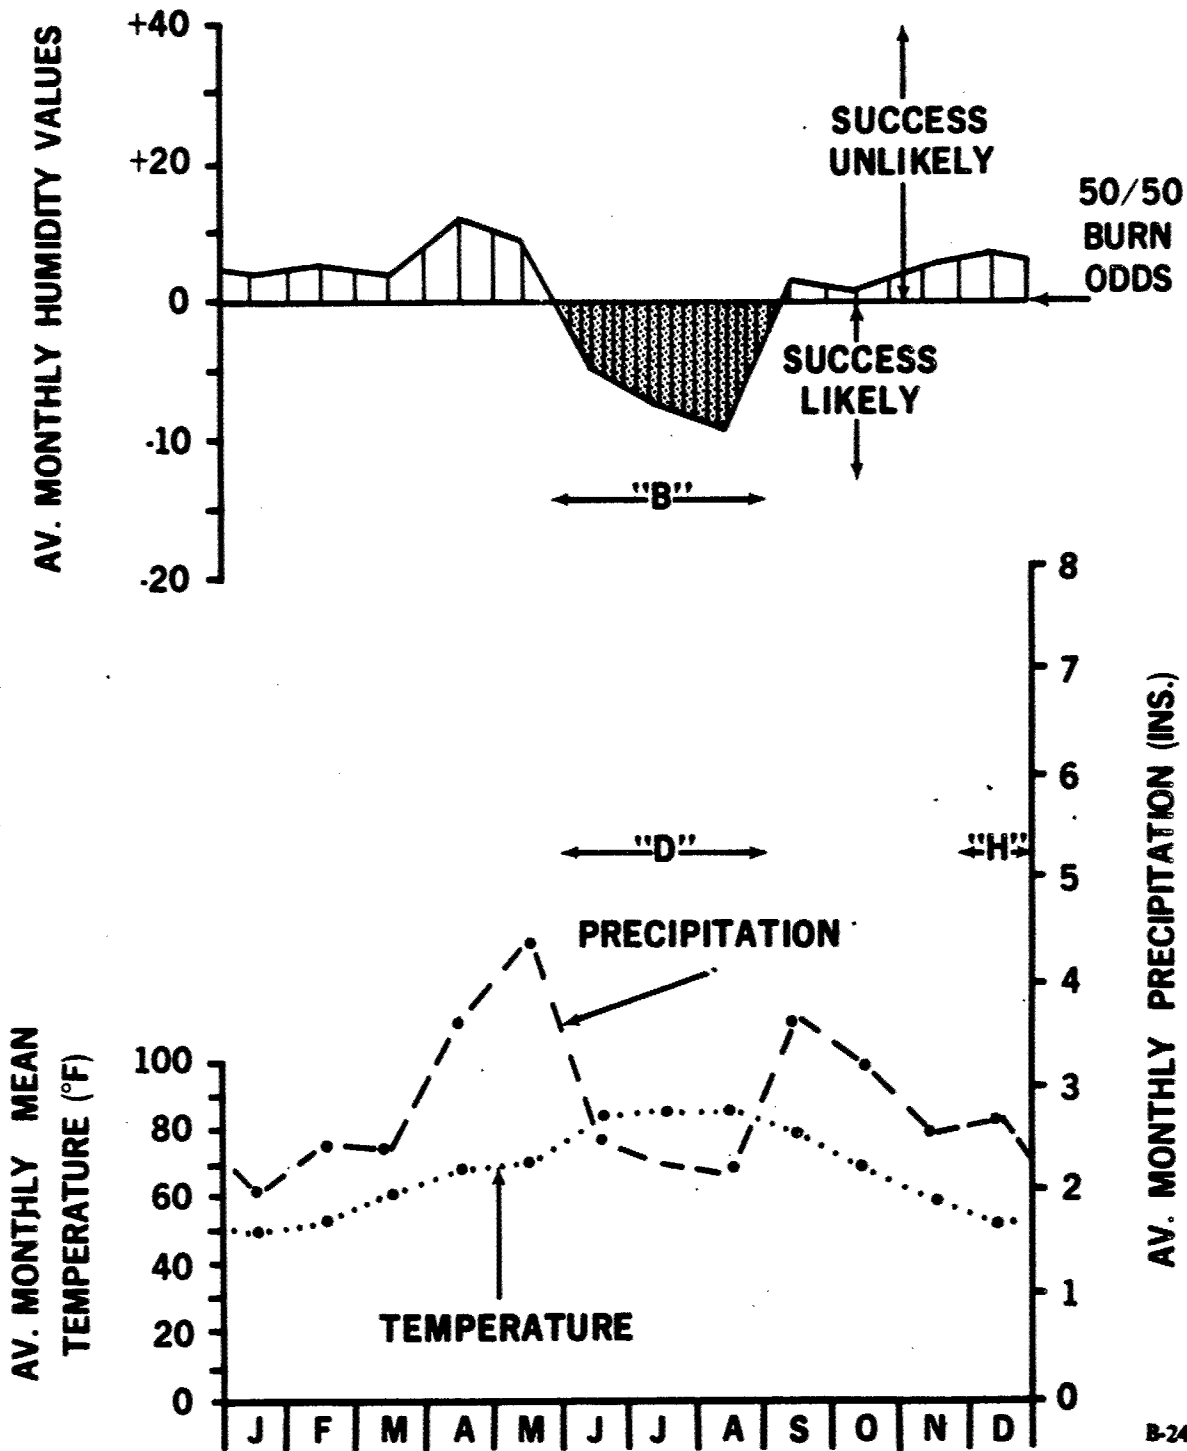 AV. MONTHLY HUMIDITY VALUES
+40
+20
0
-10
-20
SUCCESS
UNLIKELY
50/50
BURN
ODDS
SUCCESS
LIKELY
"B"
8
7
6
5
4
3
2
1
0
AV. MONTHLY PRECIPITATION (INS.)
"D"
"H"
PRECIPITATION
AV. MONTHLY MEAN
TEMPERATURE (°F)
100
80
60
40
20
0
TEMPERATURE
J F M A M J J A S O N D
B-24